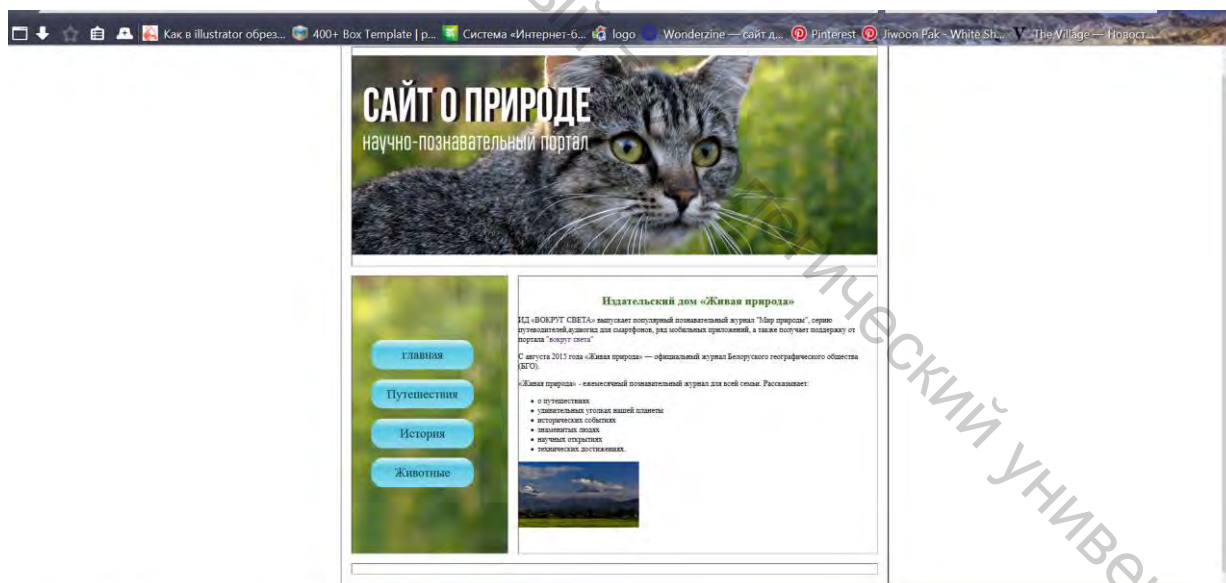 Как в illustrator обрез... 400+ Box Template | p... Система «Интернет-б... logo Wonderzine — сайт д... Pinterest Jiwoon Pak - White Sh... The Village — Новост...
САЙТ О ПРИРОДЕ
научно-познавательный портал
главная
Путешествия
История
Животные
Издательский дом «Живая природа»
ИД «ВОКРУГ СВЕТА» выпускает популярный познавательный журнал "Мир природы", серию
путеводителей,аудиогид для смартфонов, ряд мобильных приложений, а также получает поддержку от
портала "вокруг света"
С августа 2015 года «Живая природа» — официальный журнал Белоруского географического общества
(БГО).
«Живая природа» - ежемесячный познавательный журнал для всей семьи. Рассказывает:
о путешествиях
удивительных уголках нашей планеты
исторических событиях
знаменитых людях
научных открытиях
технических достижениях.